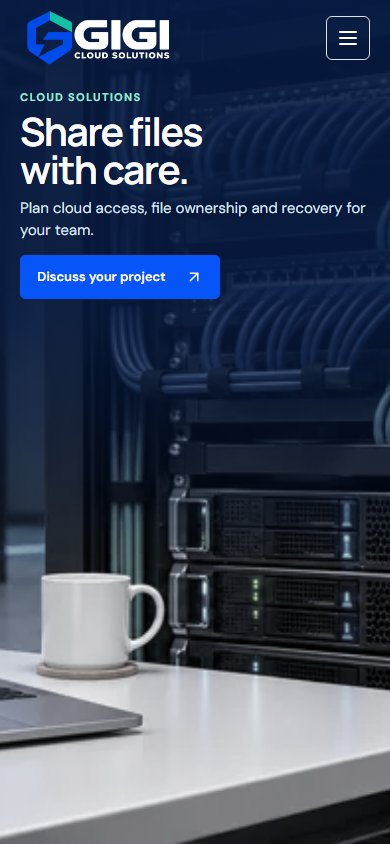 GIGI
CLOUD SOLUTIONS
CLOUD SOLUTIONS
Share files
with care.
Plan cloud access, file ownership and recovery for
your team.
Discuss your project